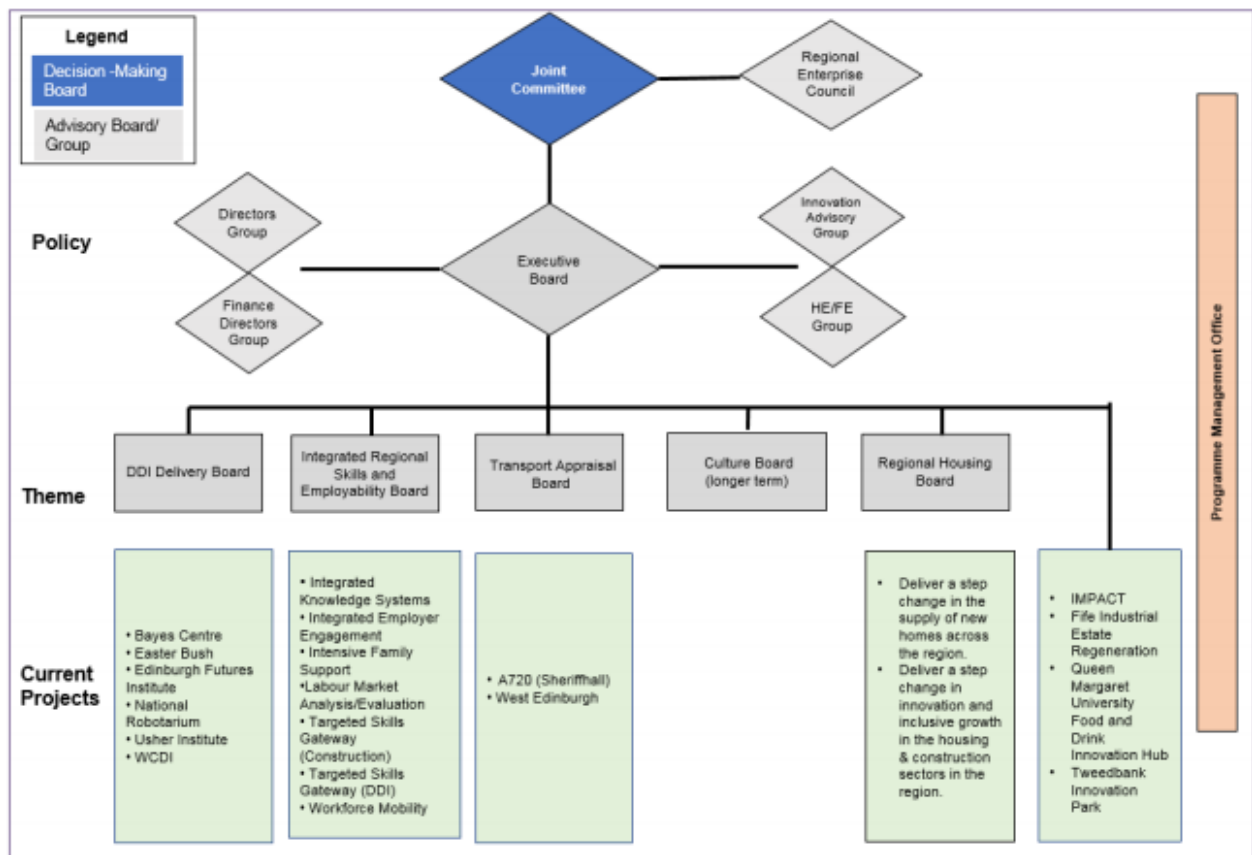 Legend
Decision -Making
Board
Advisory Board/
Group
Joint
Committee
Regional
Enterprise
Council
Policy
Directors
Group
Finance
Directors
Group
Executive
Board
Innovation
Advisory
Group
HE/FE
Group
Programme Management Office
Theme
DDI Delivery Board
Integrated Regional
Skills and
Employability Board
Transport Appraisal
Board
Culture Board
(longer term)
Regional Housing
Board
Current
Projects
• Bayes Centre
• Easter Bush
• Edinburgh Futures
Institute
• National
Robotarium
• Usher Institute
• WCDI
• Integrated
Knowledge Systems
• Integrated Employer
Engagement
• Intensive Family
Support
•Labour Market
Analysis/Evaluation
• Targeted Skills
Gateway
(Construction)
• Targeted Skills
Gateway (DDI)
• Workforce Mobility
• A720 (Sheriffhall)
• West Edinburgh
• Deliver a step
change in the
supply of new
homes across
the region.
• Deliver a step
change in
innovation and
inclusive growth
in the housing
& construction
sectors in the
region.
• IMPACT
• Fife Industrial
Estate
Regeneration
• Queen
Margaret
University
Food and
Drink
Innovation Hub
• Tweedbank
Innovation
Park